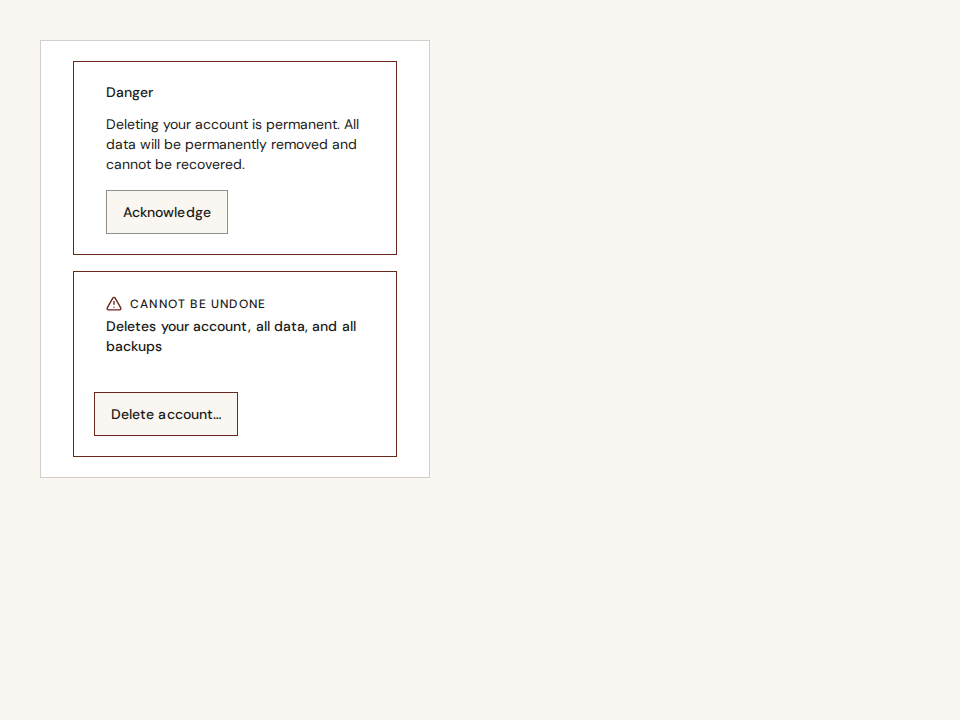 Danger
Deleting your account is permanent. All
data will be permanently removed and
cannot be recovered.
Acknowledge
CANNOT BE UNDONE
Deletes your account, all data, and all
backups
Delete account…